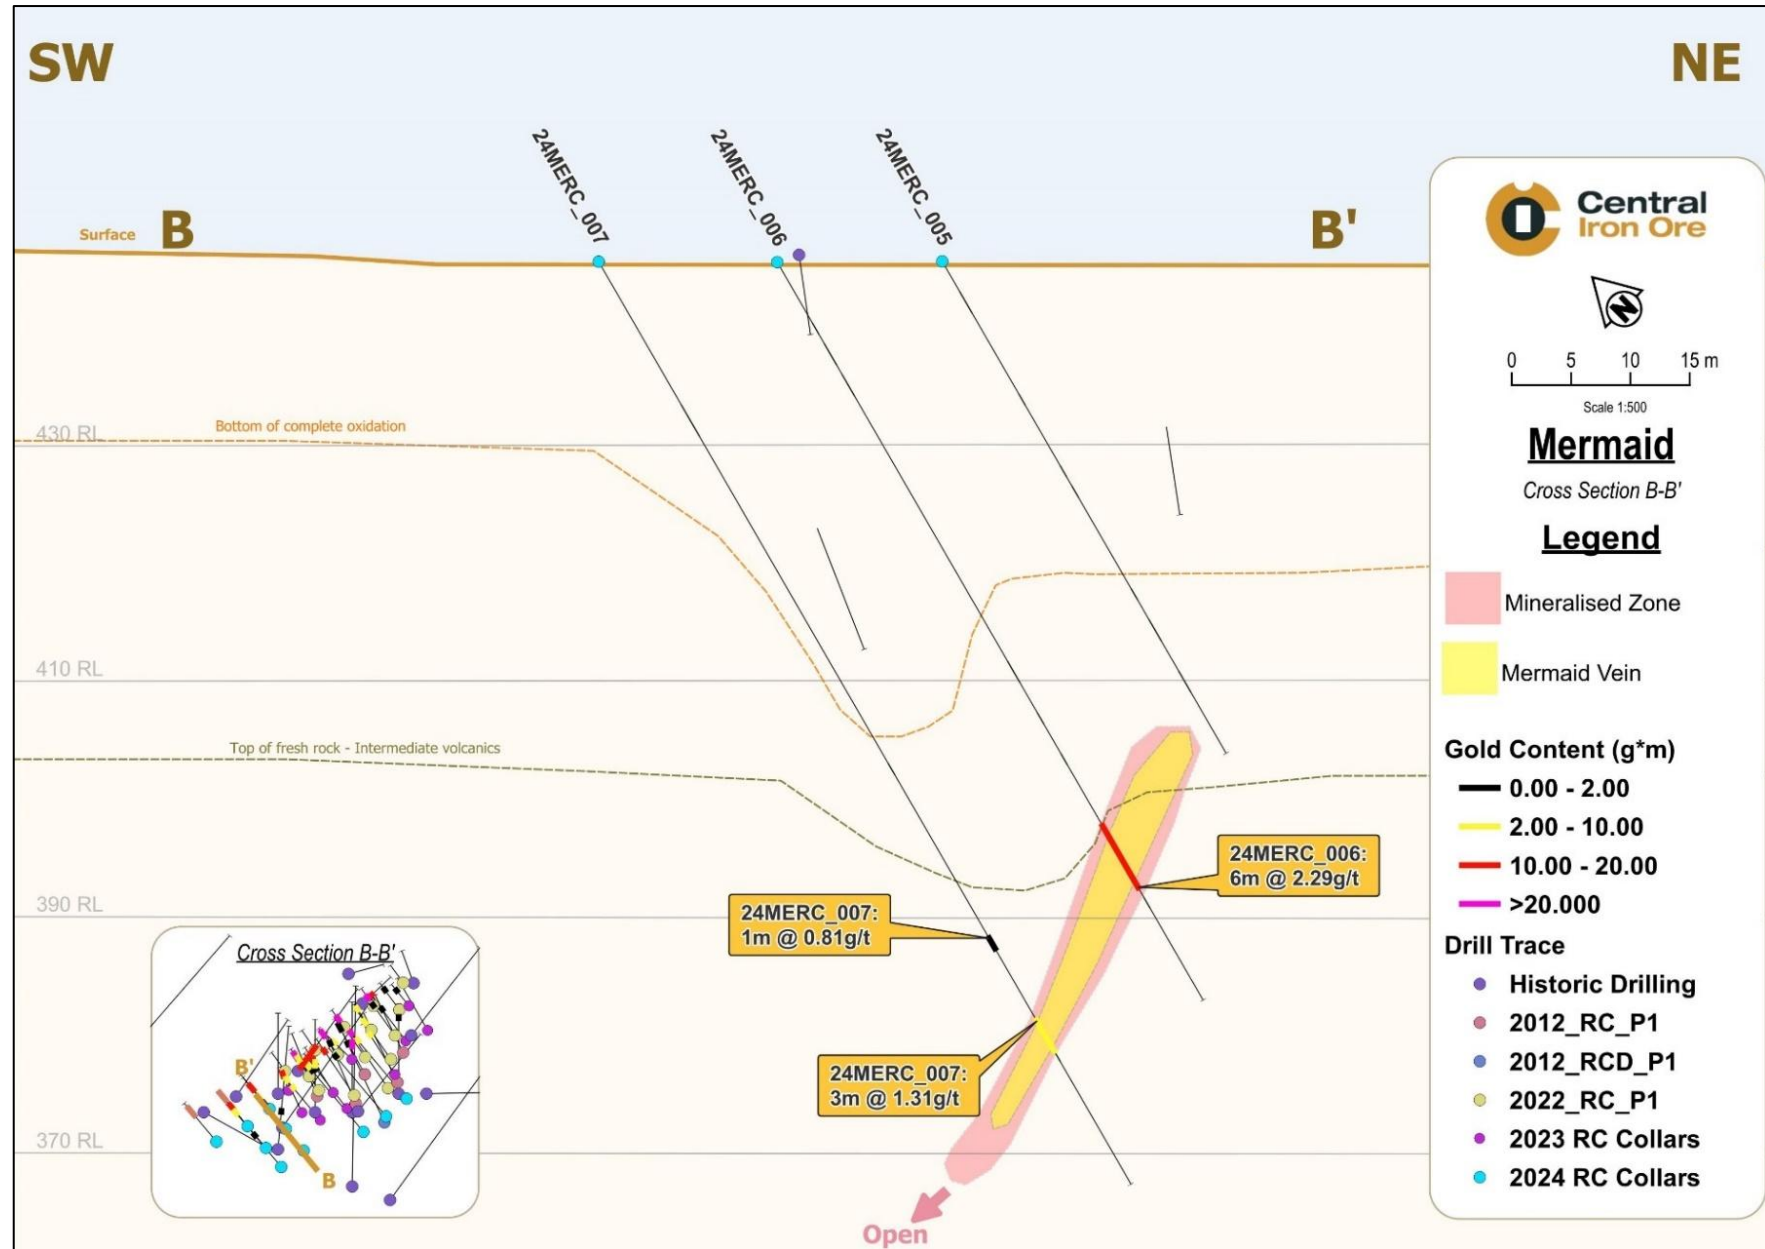 SW
NE
24MERC_007
24MERC_006
24MERC_005
Surface
B
B'
430 RL
Bottom of complete oxidation
410 RL
Top of fresh rock - Intermediate volcanics
24MERC_006:
6m @ 2.29g/t
390 RL
24MERC_007:
1m @ 0.81g/t
24MERC_007:
3m @ 1.31g/t
370 RL
Open
Cross Section B-B'
B'
B
Central
Iron Ore
N
0 5 10 15 m
Scale 1:500
Mermaid
Cross Section B-B'
Legend
Mineralised Zone
Mermaid Vein
Gold Content (g*m)
0.00 - 2.00
2.00 - 10.00
10.00 - 20.00
>20.000
Drill Trace
Historic Drilling
2012_RC_P1
2012_RCD_P1
2022_RC_P1
2023 RC Collars
2024 RC Collars